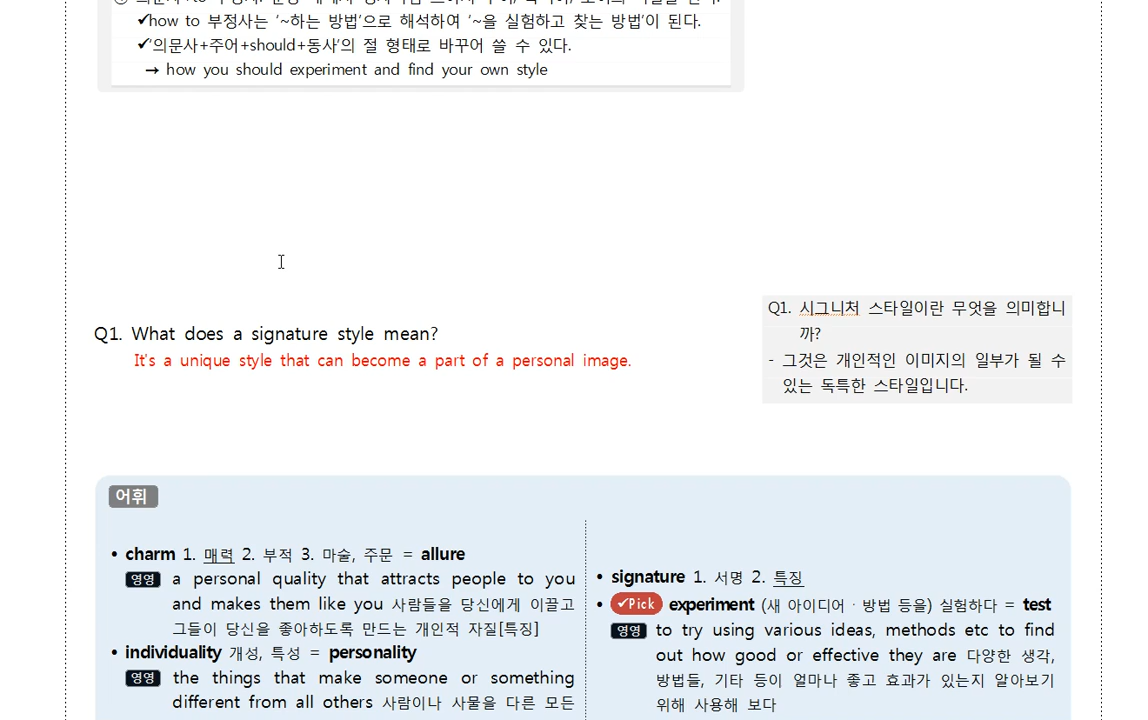 ✔how to 부정사는 '~하는 방법'으로 해석하여 '~을 실험하고 찾는 방법'이 된다.
✔'의문사+주어+should+동사'의 절 형태로 바꾸어 쓸 수 있다.
→ how you should experiment and find your own style
Q1. What does a signature style mean?
It's a unique style that can become a part of a personal image.
Q1. 시그니처 스타일이란 무엇을 의미합니
까?
- 그것은 개인적인 이미지의 일부가 될 수
있는 독특한 스타일입니다.
어휘
• charm 1. 매력 2. 부적 3. 마술, 주문 = allure
영영 a personal quality that attracts people to you
and makes them like you 사람들을 당신에게 이끌고
그들이 당신을 좋아하도록 만드는 개인적 자질[특징]
• individuality 개성, 특성 = personality
영영 the things that make someone or something
different from all others 사람이나 사물을 다른 모든
• signature 1. 서명 2. 특징
• ✔Pick experiment (새 아이디어 · 방법 등을) 실험하다 = test
영영 to try using various ideas, methods etc to find
out how good or effective they are 다양한 생각,
방법들, 기타 등이 얼마나 좋고 효과가 있는지 알아보기
위해 사용해 보다